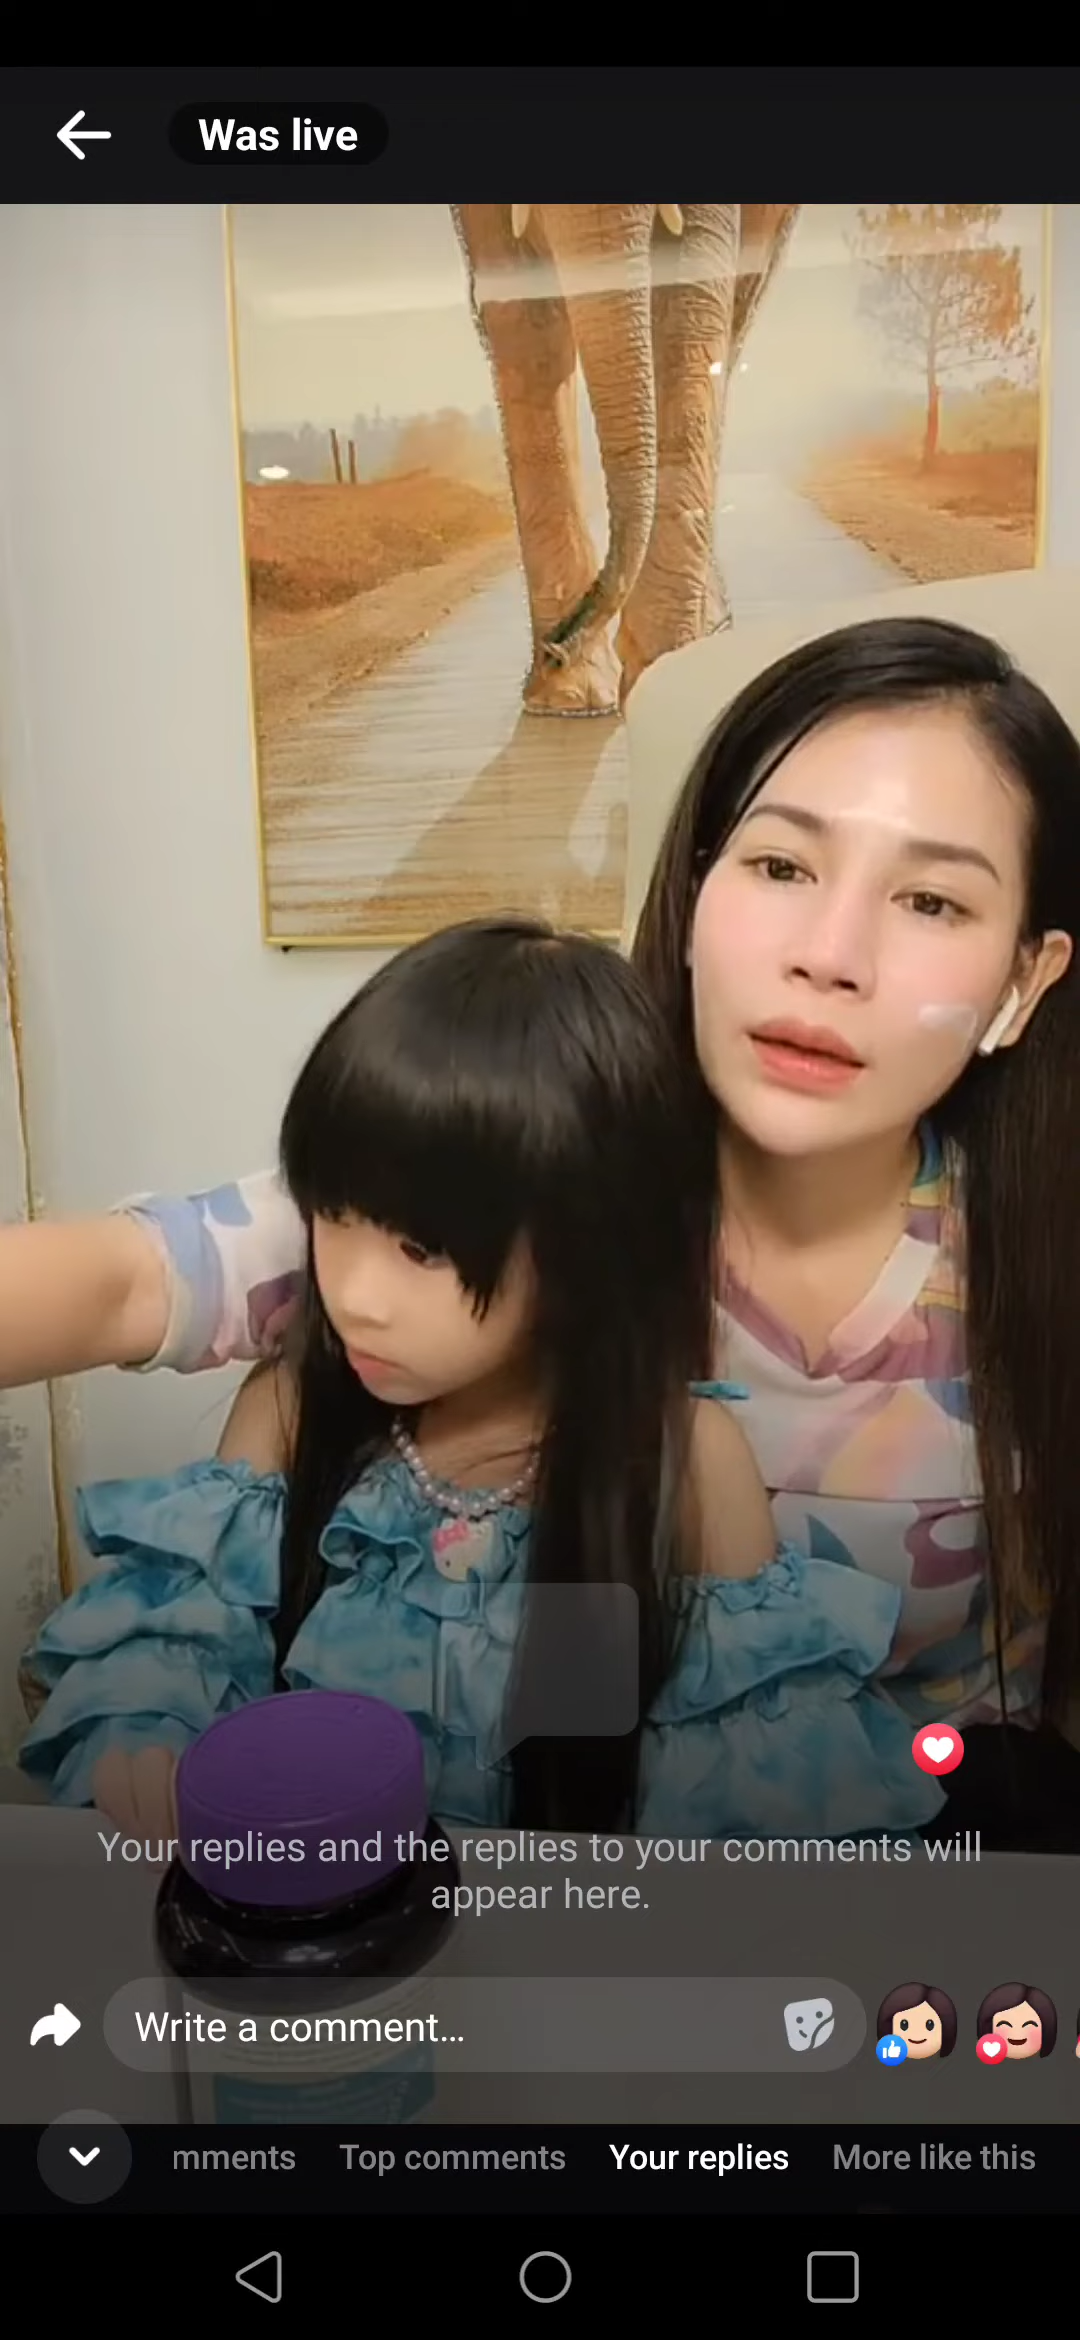 Was live
Your replies and the replies to your comments will
appear here.
Write a comment...
mments
Top comments
Your replies
More like this